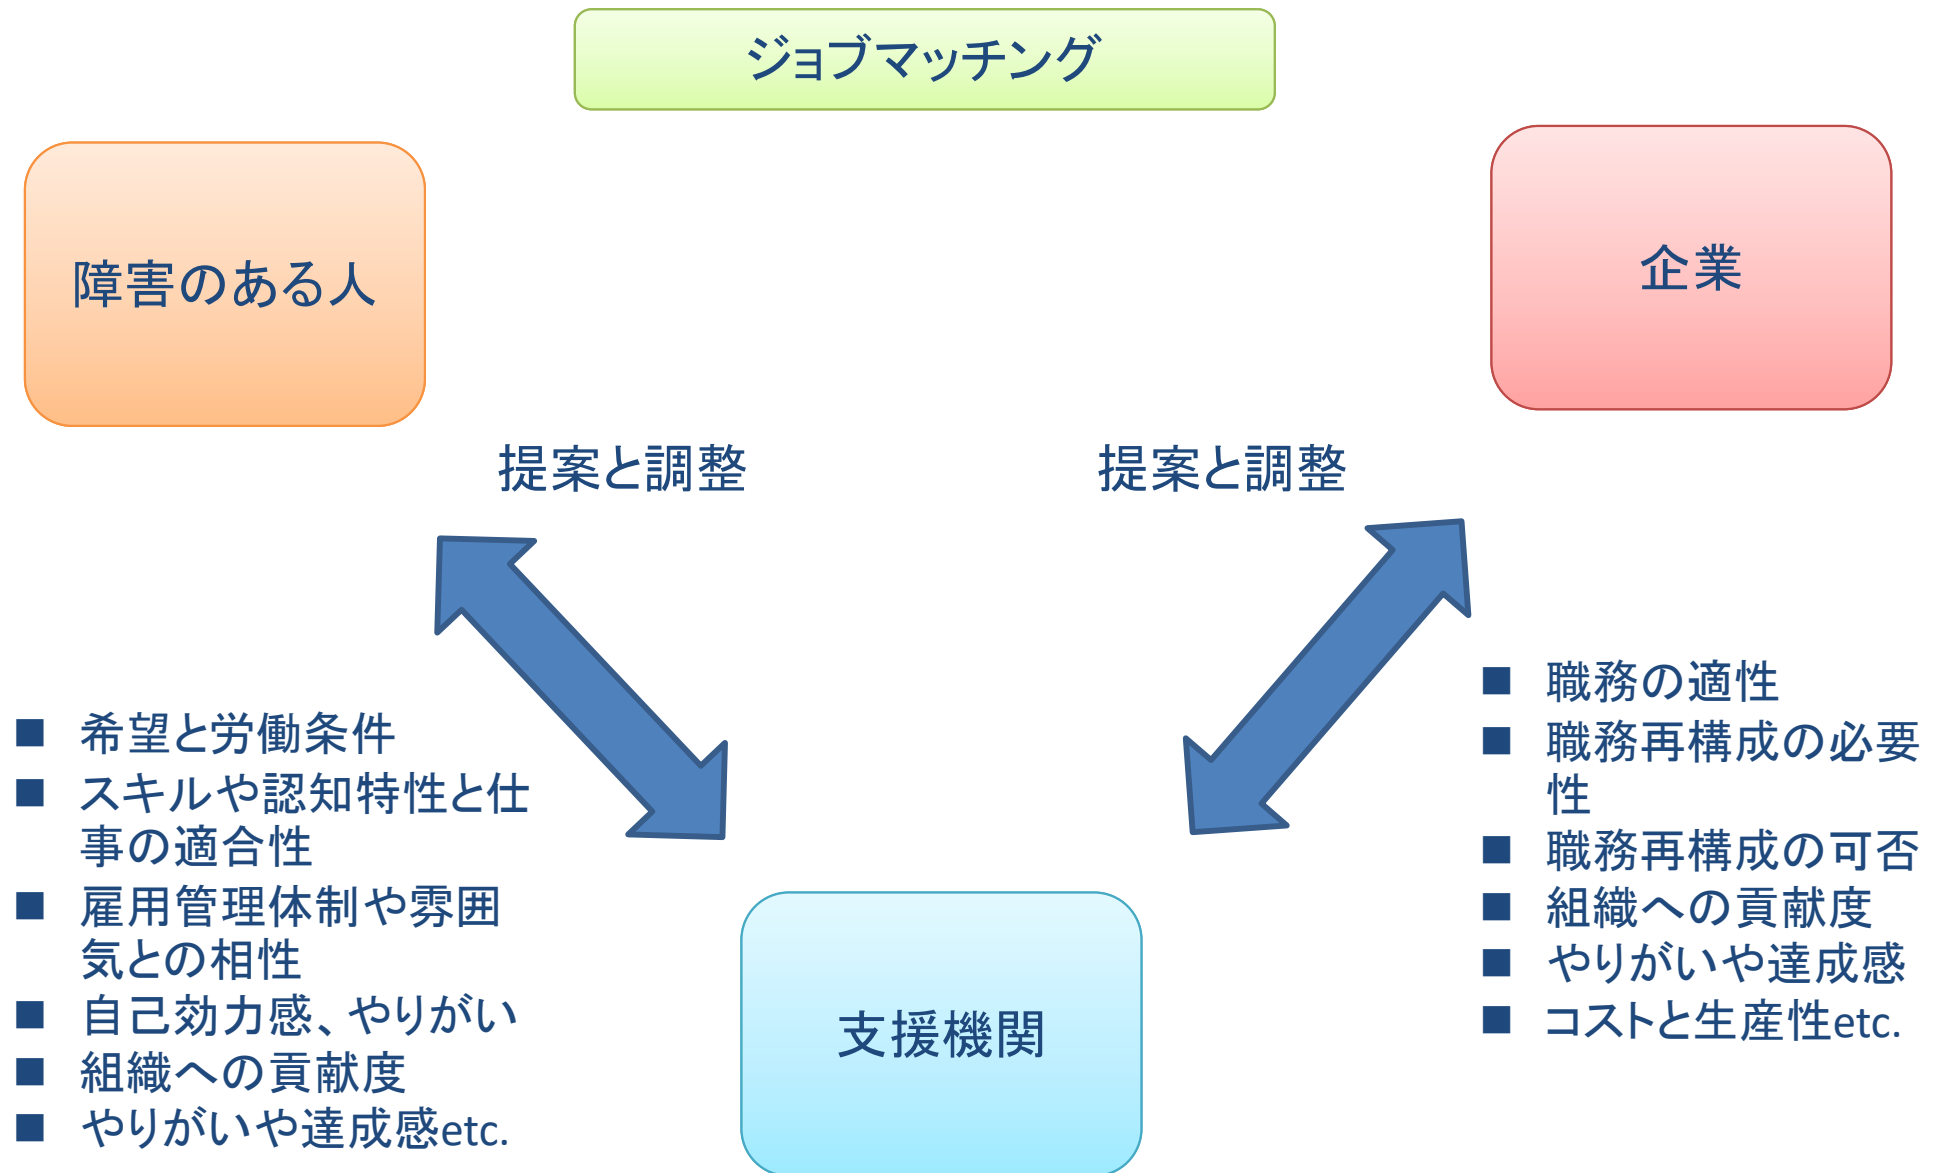 ジョブマッチング
障害のある人
企業
提案と調整
提案と調整
■ 希望と労働条件
■ スキルや認知特性と仕
事の適合性
■ 雇用管理体制や雰囲
気との相性
■ 自己効力感、やりがい
■ 組織への貢献度
■ やりがいや達成感etc.
■ 職務の適性
■ 職務再構成の必要
性
■ 職務再構成の可否
■ 組織への貢献度
■ やりがいや達成感
■ コストと生産性etc.
支援機関